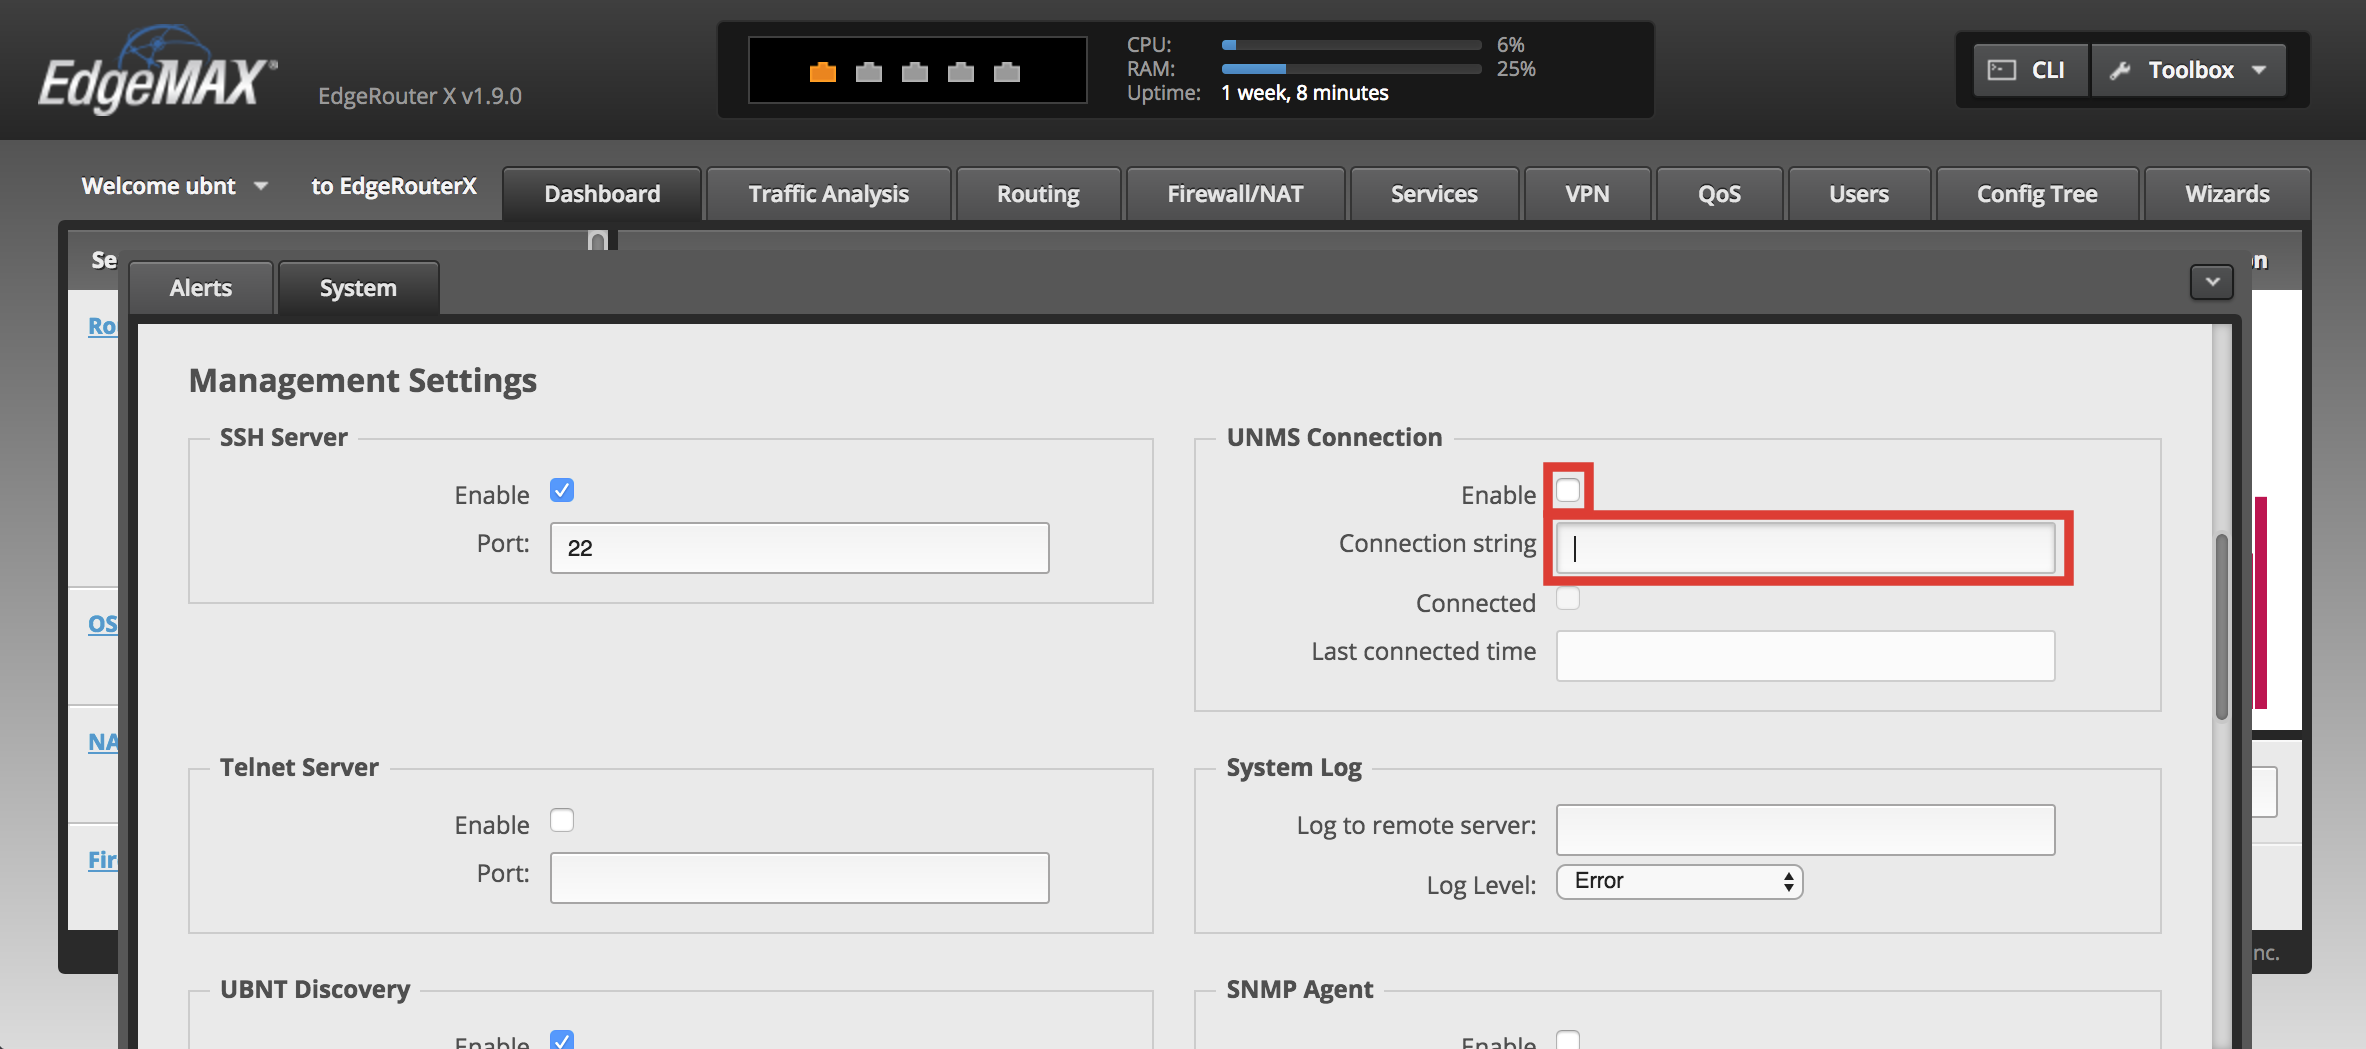 EdgeMAX®
EdgeRouter X v1.9.0
CPU: 6%
RAM: 25%
Uptime: 1 week, 8 minutes
CLI
Toolbox
Welcome ubnt to EdgeRouterX
Dashboard
Traffic Analysis
Routing
Firewall/NAT
Services
VPN
QoS
Users
Config Tree
Wizards
Se
on
Alerts
System
Ro
OS
NA
Fir
Management Settings
SSH Server
Enable
Port: 22
UNMS Connection
Enable
Connection string
Connected
Last connected time
Telnet Server
Enable
Port:
System Log
Log to remote server:
Log Level: Error
UBNT Discovery
Enable
SNMP Agent
Enable
nc.